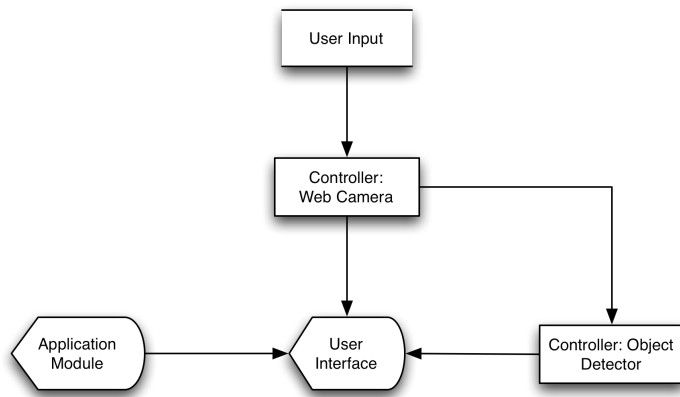 User Input
Controller:
Web Camera
Application
Module
User
Interface
Controller: Object
Detector